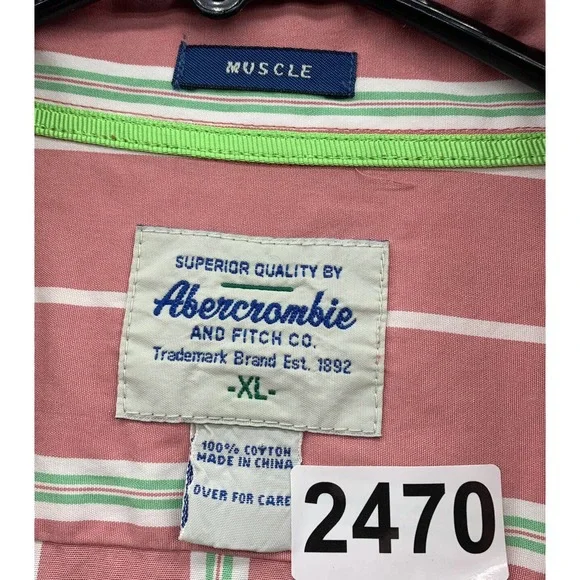 MUSCLE
SUPERIOR QUALITY BY
Abercrombie
AND FITCH CO.
Trademark Brand Est. 1892
-XL-
100% COTTON
MADE IN CHINA
OVER FOR CARE
2470